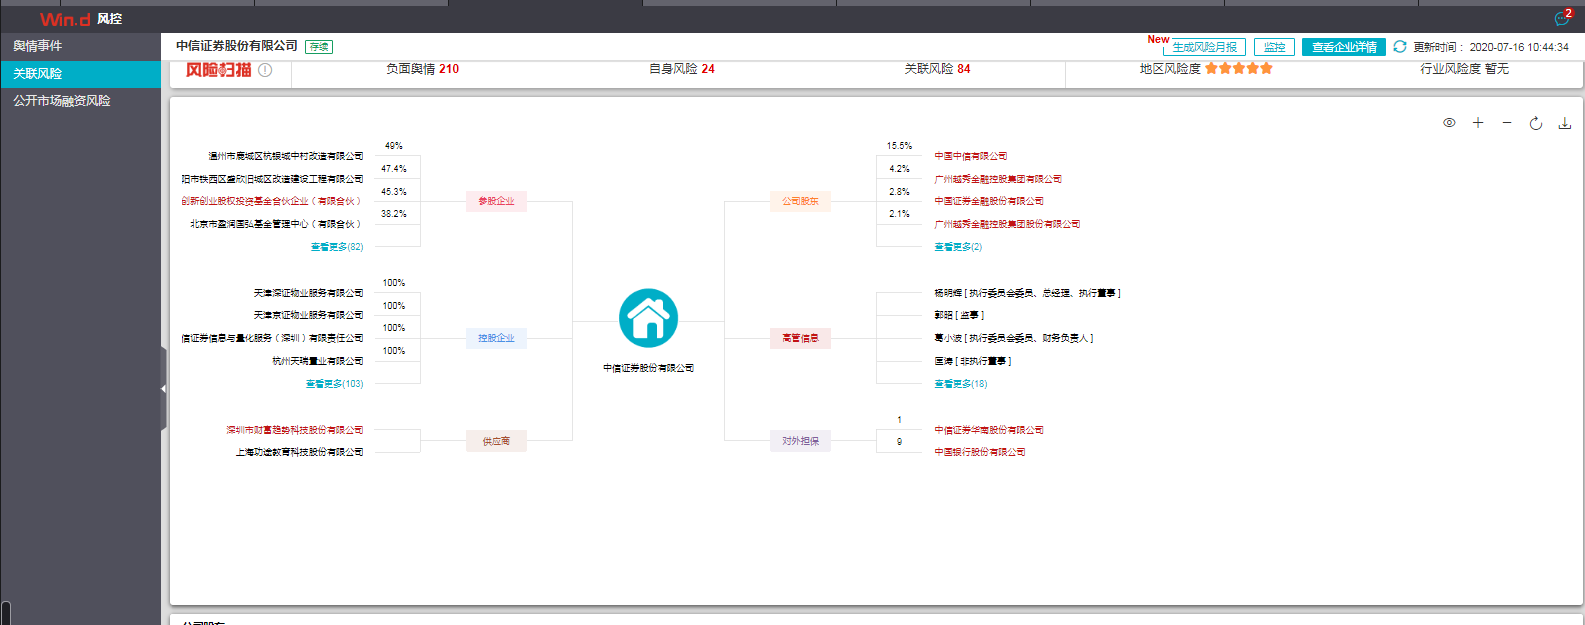 Win.d 风控
2
舆情事件
关联风险
公开市场融资风险
中信证券股份有限公司 存续
New 生成风险月报 监控 查看企业详情 更新时间： 2020-07-16 10:44:34
风险扫描 负面舆情 210 自身风险 24 关联风险 84 地区风险度 行业风险度 暂无
49%
温州市鹿城区杭银城中村改造有限公司
47.4%
阳市铁西区盛欣旧城区改造建设工程有限公司
45.3%
创新创业股权投资基金合伙企业（有限合伙）
38.2%
北京市盈润国弘基金管理中心（有限合伙）
查看更多(82)
参股企业
100%
天津深证物业服务有限公司
100%
天津京证物业服务有限公司
100%
信证券信息与量化服务（深圳）有限责任公司
100%
杭州天瑞置业有限公司
查看更多(103)
控股企业
深圳市财富趋势科技股份有限公司
上海功途教育科技股份有限公司
供应商
中信证券股份有限公司
公司股东
15.5%
中国中信有限公司
4.2%
广州越秀金融控股集团有限公司
2.8%
中国证券金融股份有限公司
2.1%
广州越秀金融控股集团股份有限公司
查看更多(2)
高管信息
杨明辉 [ 执行委员会委员、总经理、执行董事 ]
郭昭 [ 监事 ]
葛小波 [ 执行委员会委员、财务负责人 ]
匡涛 [ 非执行董事 ]
查看更多(18)
对外担保
1
中信证券华南股份有限公司
9
中国银行股份有限公司
公司股东